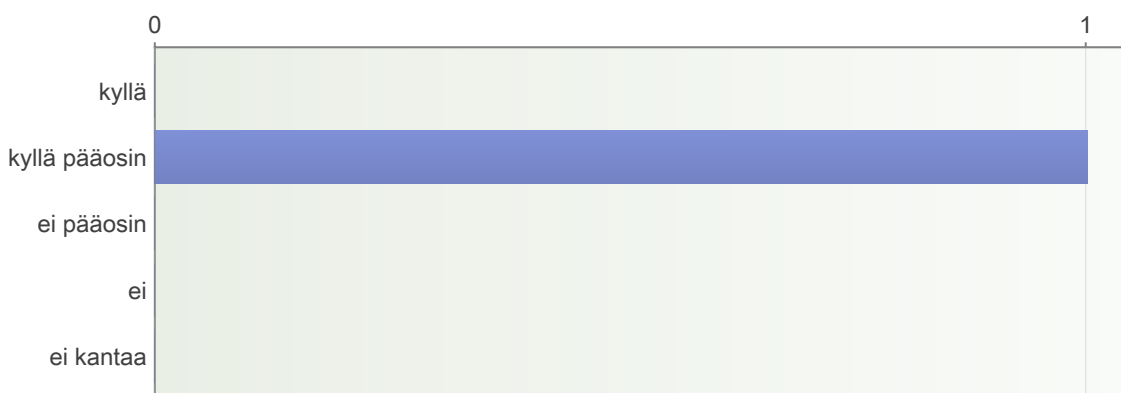 0 1
kyllä
kyllä pääosin
ei pääosin
ei
ei kantaa